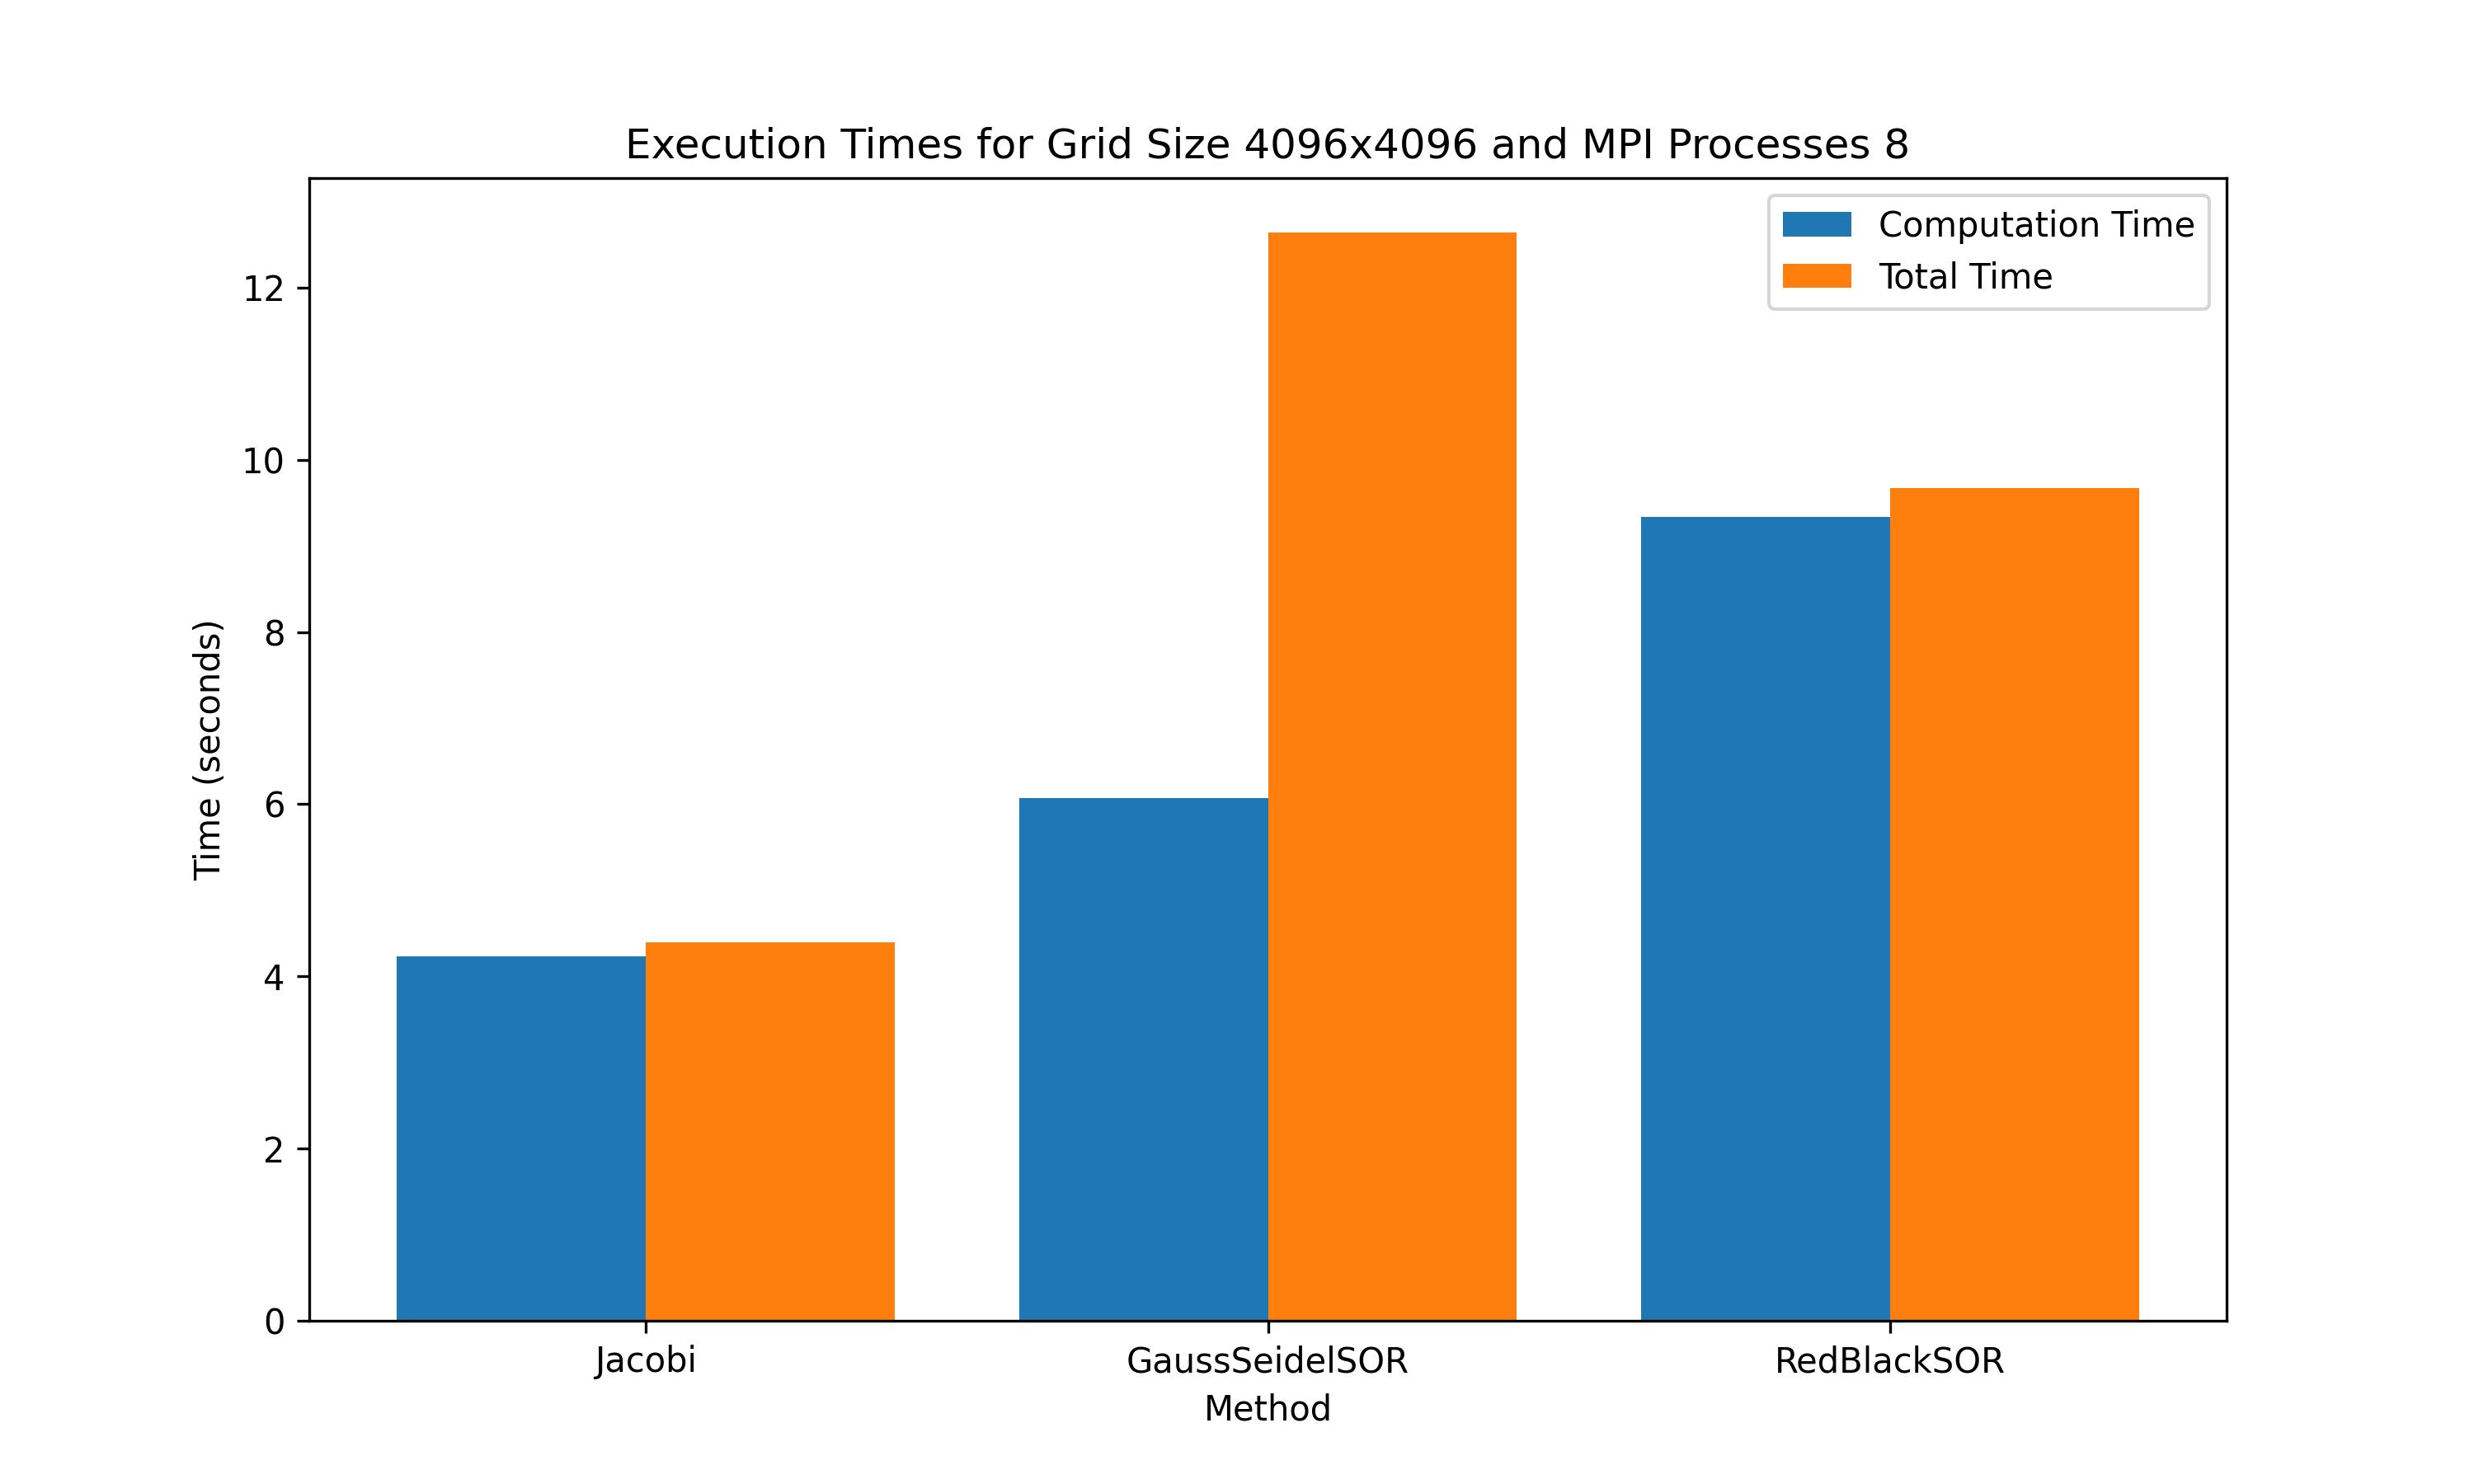 Execution Times for Grid Size 4096x4096 and MPI Processes 8
Computation Time
Total Time
12
10
8
6
4
2
0
Time (seconds)
Jacobi
GaussSeidelSOR
RedBlackSOR
Method